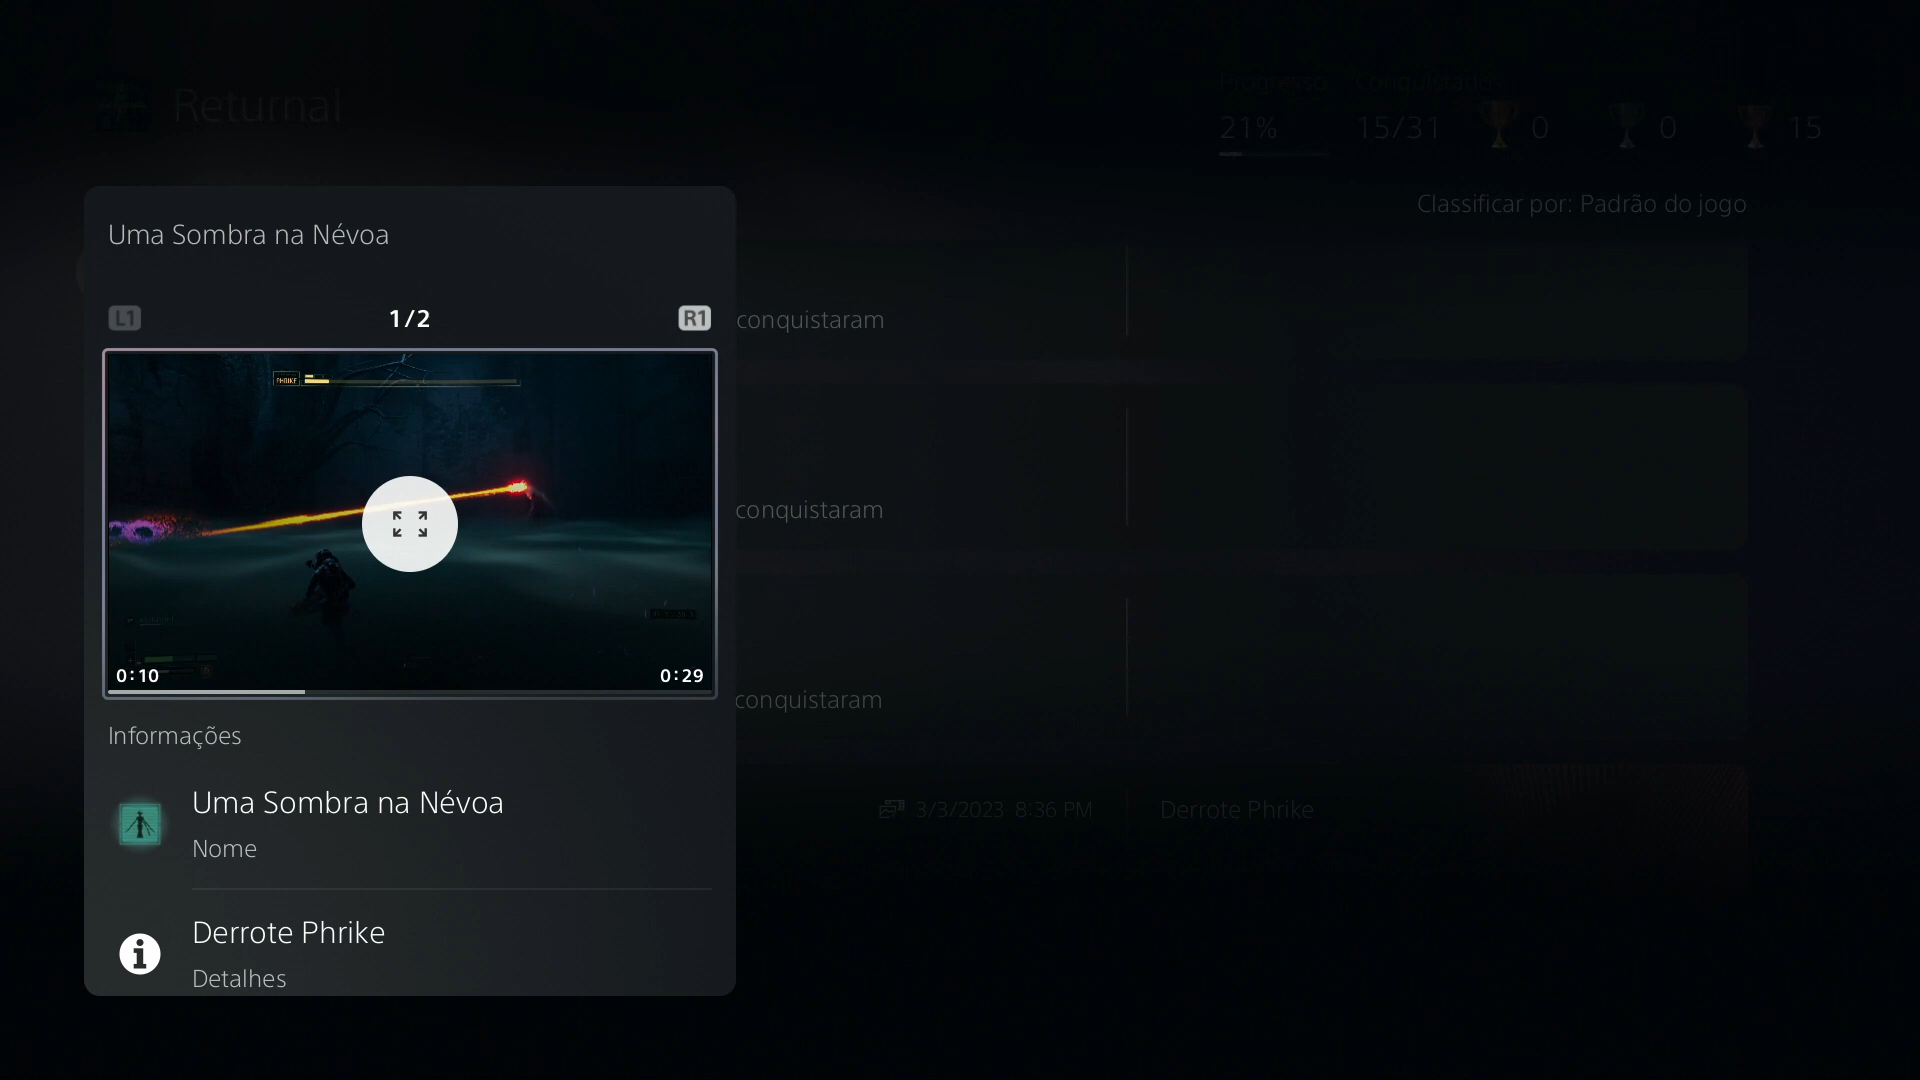 Returnal
Progresso Conquistado
21% 15/31 0 0 15
Classificar por: Padrão do jogo
Uma Sombra na Névoa
L1 1/2 R1
conquistaram
PHRIKE
conquistaram
0:10 0:29
conquistaram
Informações
Uma Sombra na Névoa
Nome
3/3/2023 8:36 PM Derrote Phrike
Derrote Phrike
Detalhes